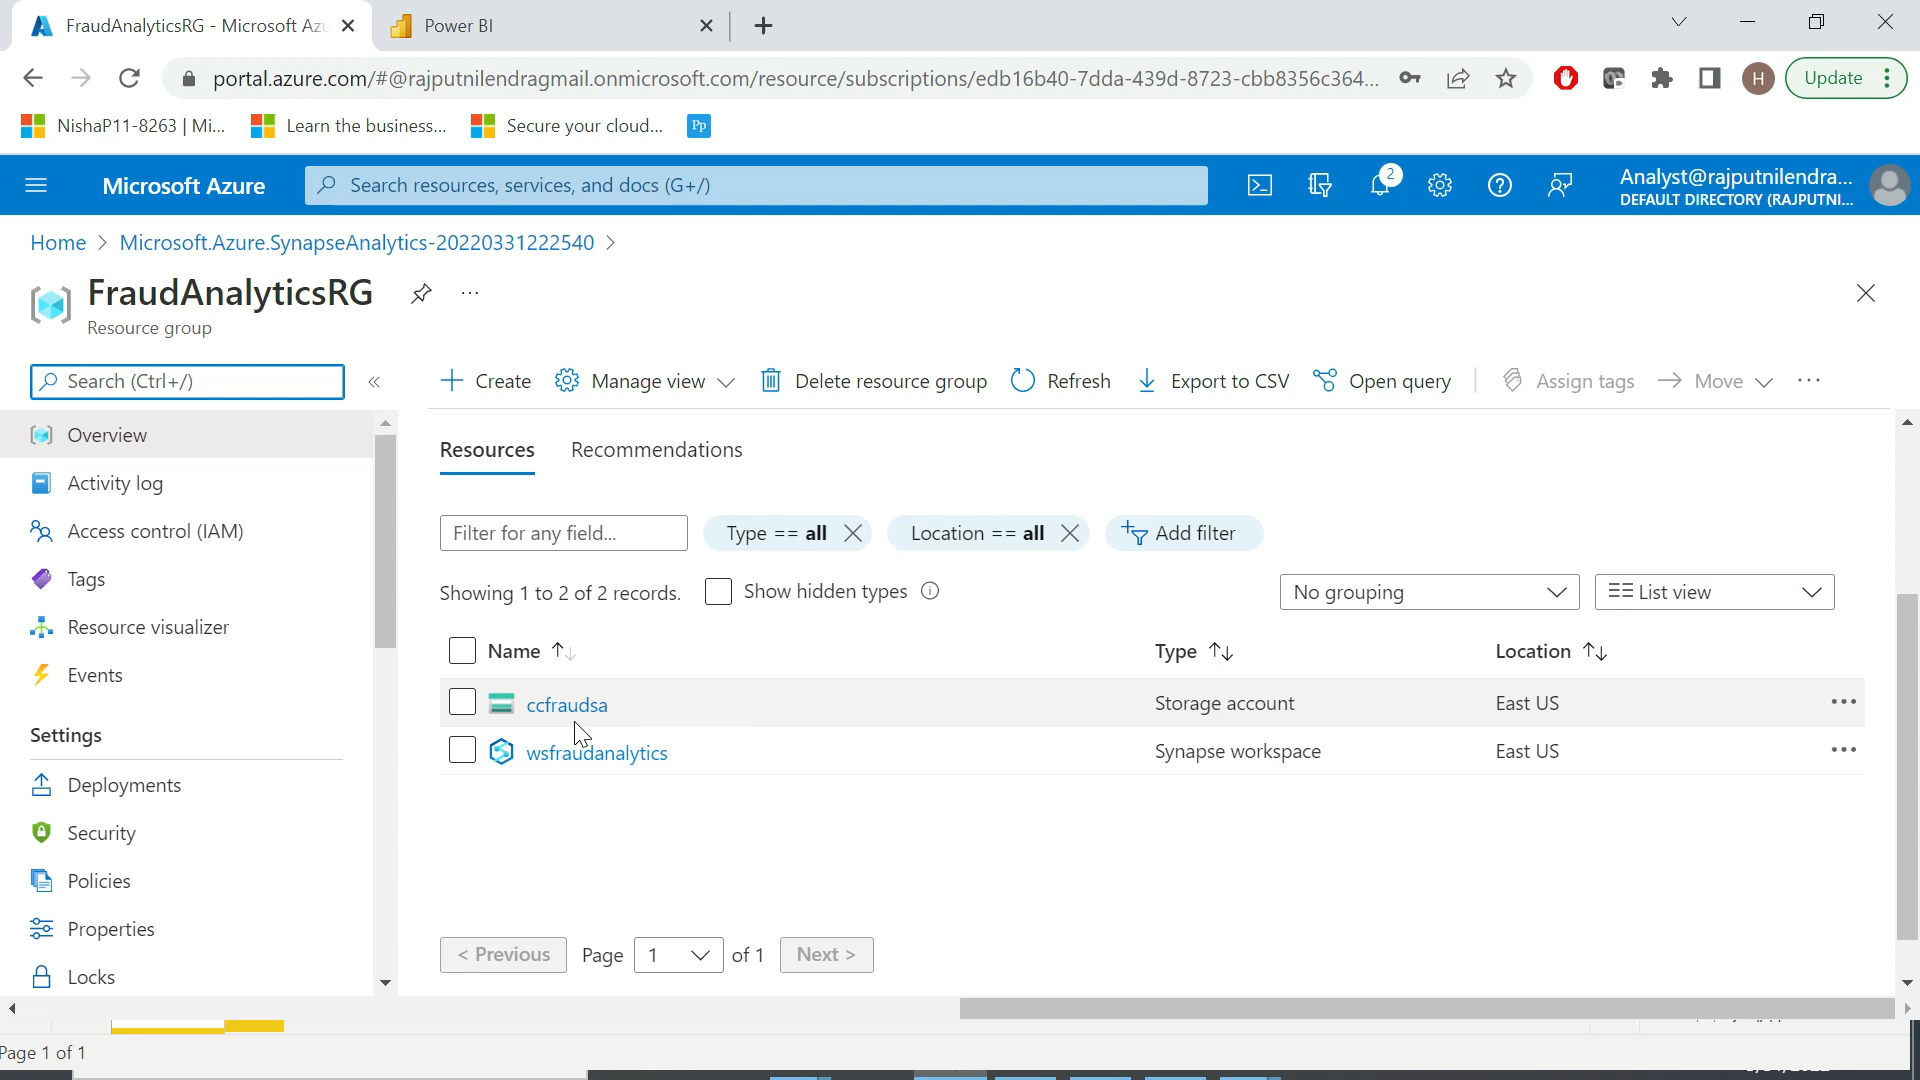 FraudAnalyticsRG - Microsoft Azu
Power BI
portal.azure.com/#@rajputnilendragmail.onmicrosoft.com/resource/subscriptions/edb16b40-7dda-439d-8723-cbb8356c364...
H
Update
NishaP11-8263 | Mi...
Learn the business...
Secure your cloud...
Pp
Microsoft Azure
Search resources, services, and docs (G+/)
2
Analyst@rajputnilendra...
DEFAULT DIRECTORY (RAJPUTNI...
Home > Microsoft.Azure.SynapseAnalytics-20220331222540 >
FraudAnalyticsRG
Resource group
Search (Ctrl+/)
Create
Manage view
Delete resource group
Refresh
Export to CSV
Open query
Assign tags
Move
Overview
Activity log
Access control (IAM)
Tags
Resource visualizer
Events
Settings
Deployments
Security
Policies
Properties
Locks
Resources
Recommendations
Filter for any field...
Type == all
Location == all
Add filter
Showing 1 to 2 of 2 records.
Show hidden types
No grouping
List view
Name
Type
Location
ccfraudsa
Storage account
East US
wsfraudanalytics
Synapse workspace
East US
< Previous
Page 1 of 1
Next >
Page 1 of 1